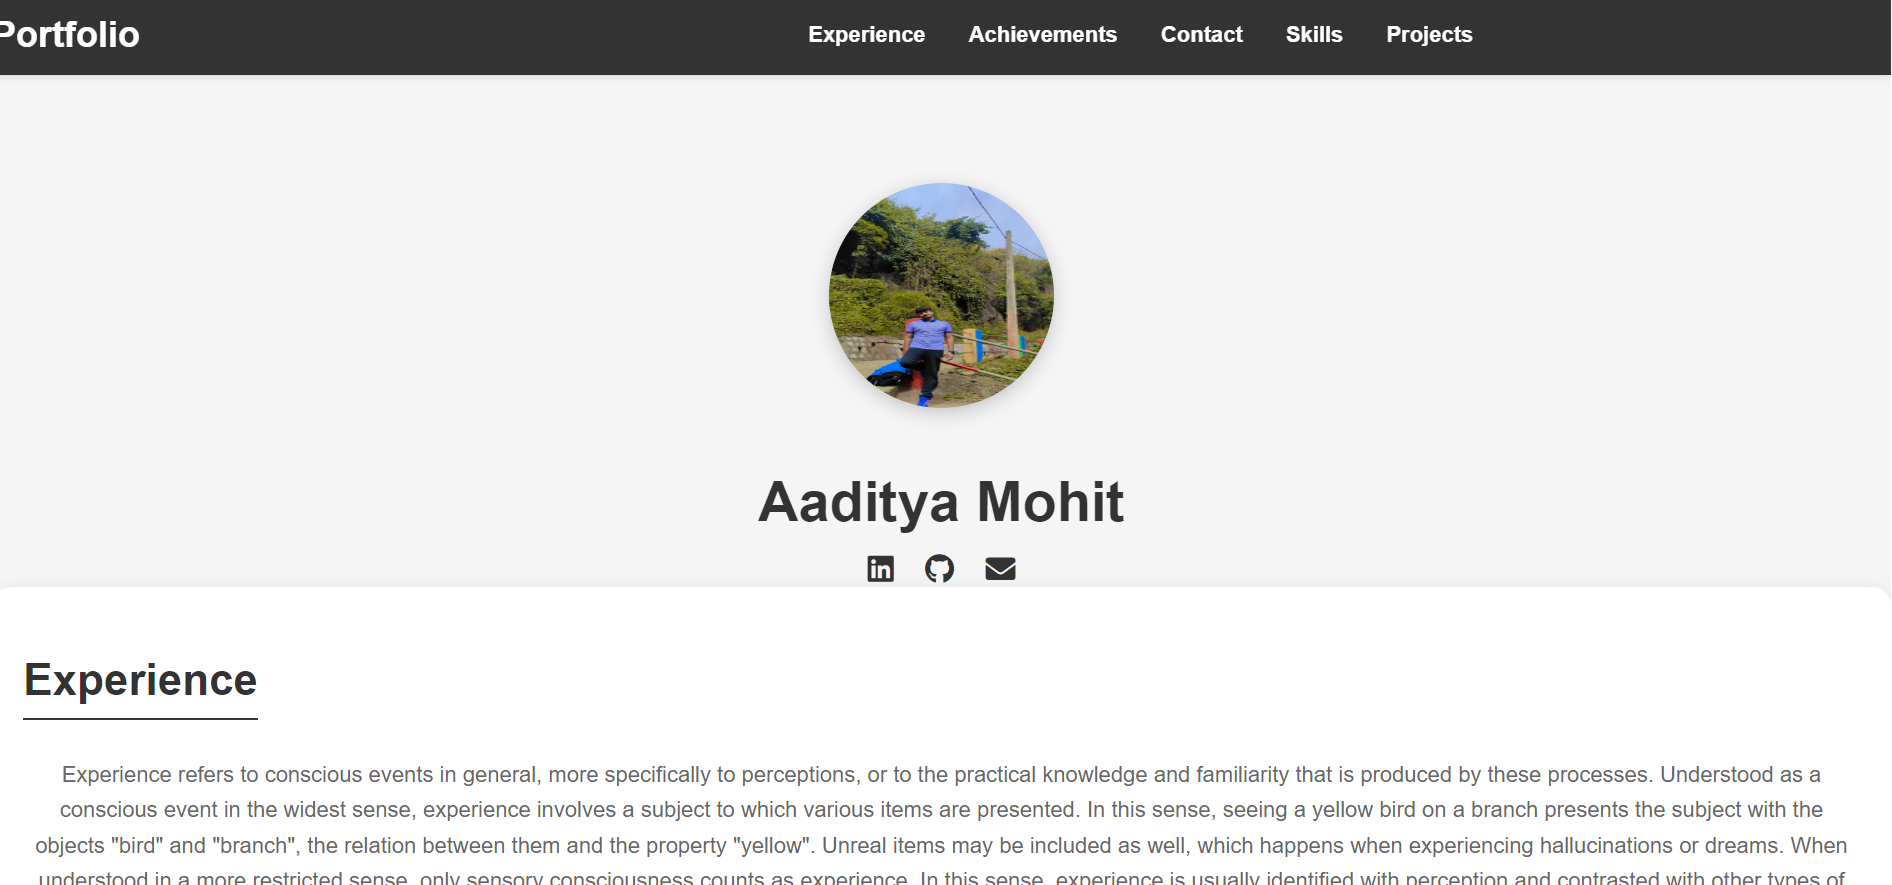 Portfolio
Experience Achievements Contact Skills Projects
Aaditya Mohit
in
Experience
Experience refers to conscious events in general, more specifically to perceptions, or to the practical knowledge and familiarity that is produced by these processes. Understood as a
conscious event in the widest sense, experience involves a subject to which various items are presented. In this sense, seeing a yellow bird on a branch presents the subject with the
objects "bird" and "branch", the relation between them and the property "yellow". Unreal items may be included as well, which happens when experiencing hallucinations or dreams. When
understood in a more restricted sense, only sensory consciousness counts as experience. In this sense, experience is usually identified with perception and contrasted with other types of